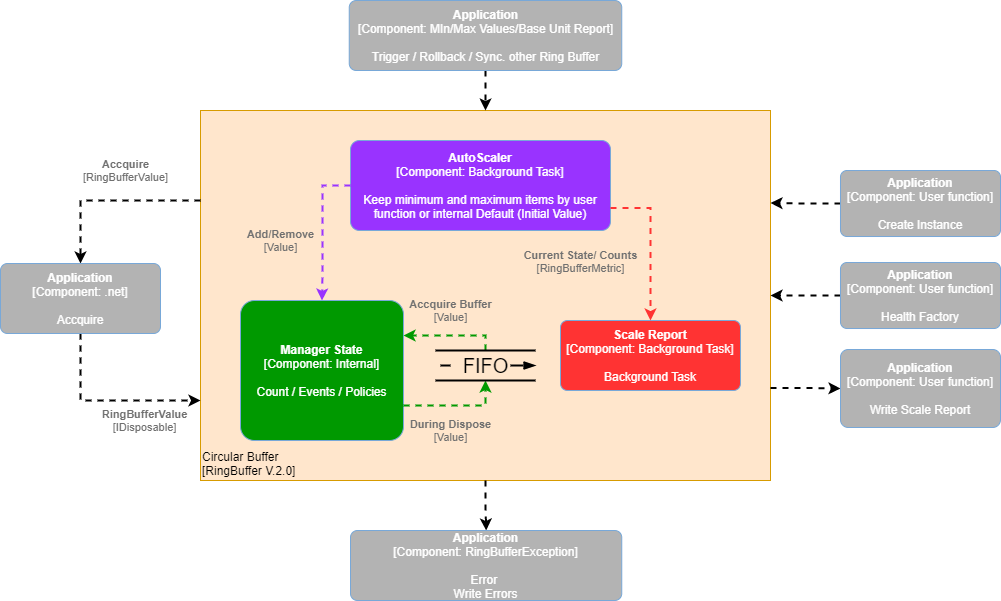 Application
[Component: MIn/Max Values/Base Unit Report]
Trigger / Rollback / Sync. other Ring Buffer
AutoScaler
[Component: Background Task]
Keep minimum and maximum items by user
function or internal Default (Initial Value)
Accquire
[RingBufferValue]
Application
[Component: User function]
Create Instance
Add/Remove
[Value]
Current State/ Counts
[RingBufferMetric]
Application
[Component: .net]
Accquire
Application
[Component: User function]
Health Factory
Accquire Buffer
[Value]
Manager State
[Component: Internal]
Count / Events / Policies
FIFO
Scale Report
[Component: Background Task]
Background Task
Application
[Component: User function]
Write Scale Report
RingBufferValue
[IDisposable]
During Dispose
[Value]
Circular Buffer
[RingBuffer V.2.0]
Application
[Component: RingBufferException]
Error
Write Errors